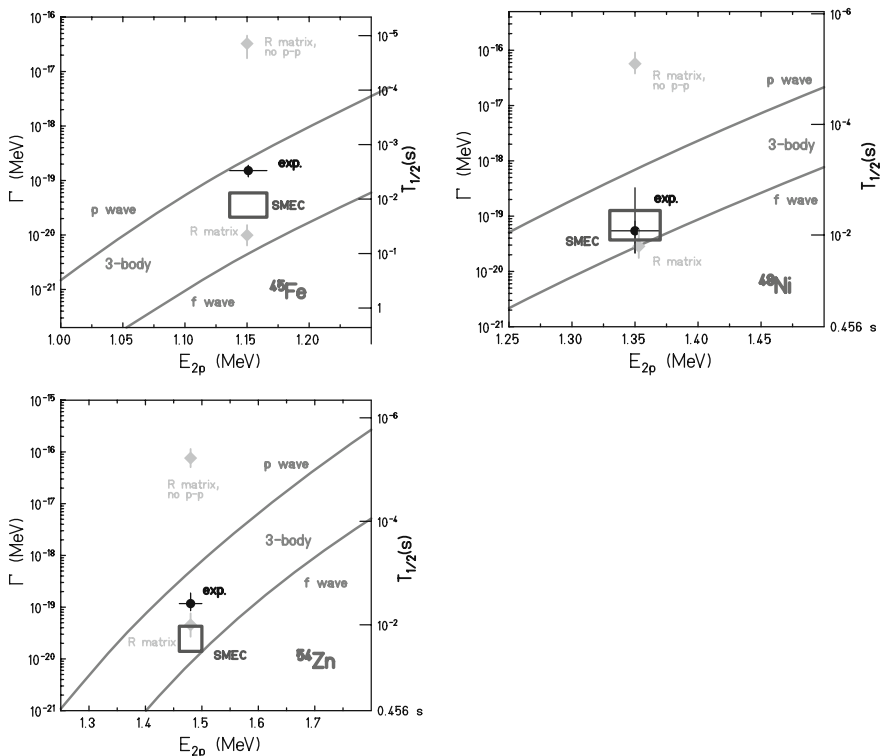 10⁻¹⁶
10⁻¹⁷
10⁻¹⁸
10⁻¹⁹
10⁻²⁰
10⁻²¹
Γ (MeV)
R matrix,
no p-p
exp.
SMEC
p wave
R matrix
3-body
f wave
⁴⁵Fe
10⁻⁵
10⁻⁴
10⁻³
10⁻²
10⁻¹
1
T₁/₂(s)
1.00 1.05 1.10 1.15 1.20
E₂ₚ (MeV)
10⁻¹⁶
10⁻¹⁷
10⁻¹⁸
10⁻¹⁹
10⁻²⁰
10⁻²¹
Γ (MeV)
R matrix,
no p-p
p wave
3-body
f wave
exp.
SMEC
R matrix
⁴⁸Ni
10⁻⁶
10⁻⁴
10⁻²
0.456 s
T₁/₂(s)
1.25 1.30 1.35 1.40 1.45
E₂ₚ (MeV)
10⁻¹⁵
10⁻¹⁶
10⁻¹⁷
10⁻¹⁸
10⁻¹⁹
10⁻²⁰
10⁻²¹
Γ (MeV)
p wave
R matrix,
no p-p
3-body
f wave
exp.
R matrix
SMEC
⁵⁴Zn
10⁻⁶
10⁻⁴
10⁻²
0.456 s
T₁/₂(s)
1.3 1.4 1.5 1.6 1.7
E₂ₚ (MeV)